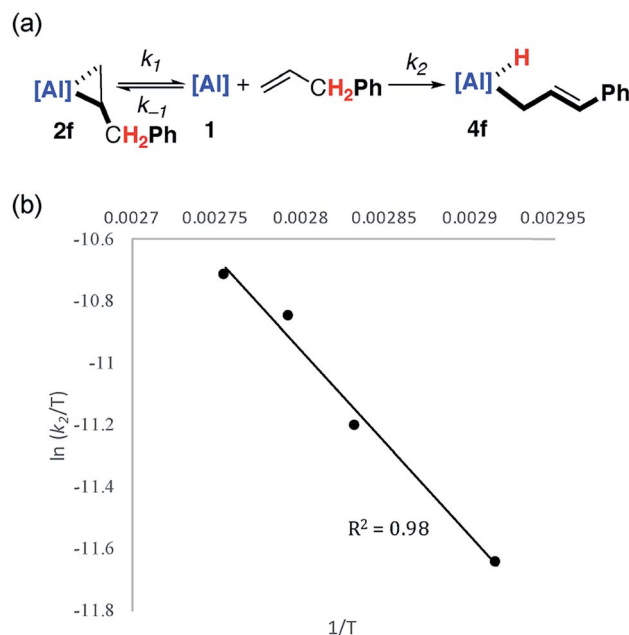 (a)
[Al] k1 k–1 [Al] + CH2Ph k2 [Al] H Ph
CH2Ph
2f 1 4f
(b)
0.0027 0.00275 0.0028 0.00285 0.0029 0.00295
-10.6
-10.8
-11
-11.2
-11.4
-11.6
-11.8
ln (k2/T)
R2 = 0.98
1/T